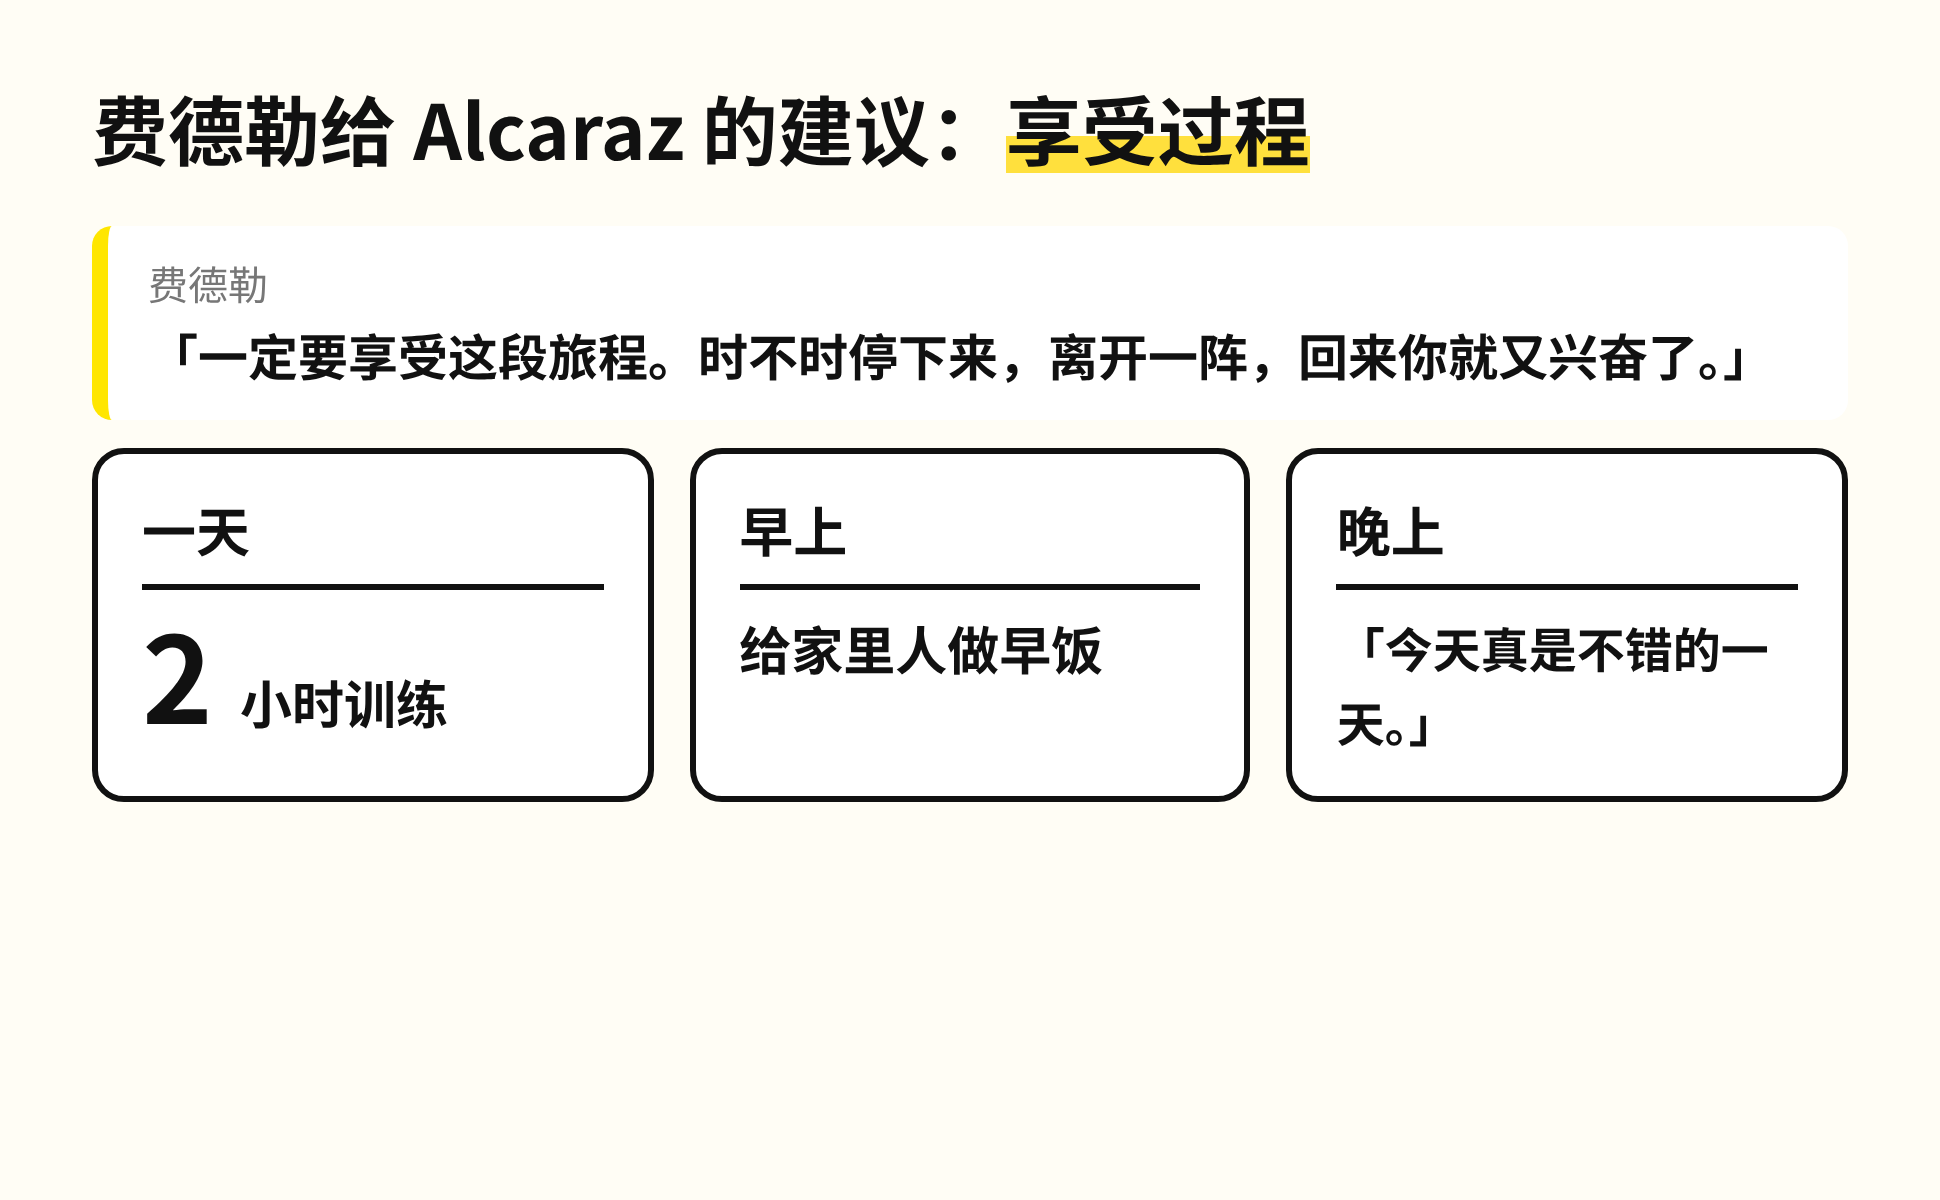 费德勒给 Alcaraz 的建议：享受过程
费德勒
「一定要享受这段旅程。时不时停下来，离开一阵，回来你就又兴奋了。」
一天
2 小时训练
早上
给家里人做早饭
晚上
「今天真是不错的一
天。」